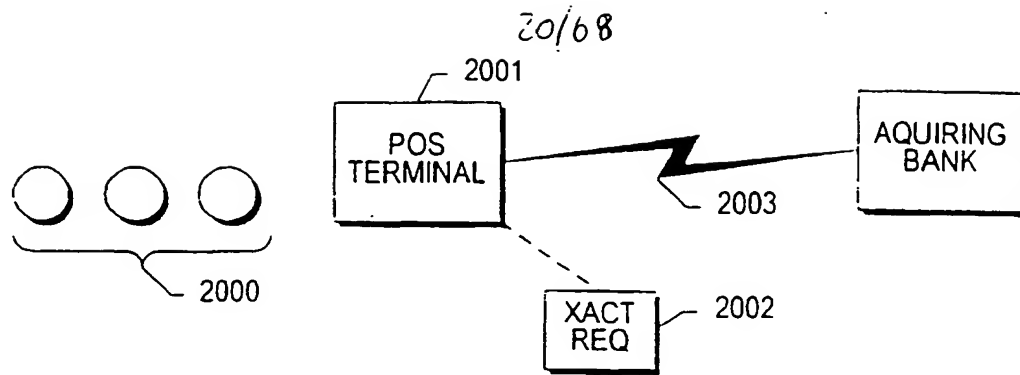 20/68
2001
POS
TERMINAL
AQUIRING
BANK
2003
2000
XACT
REQ
2002